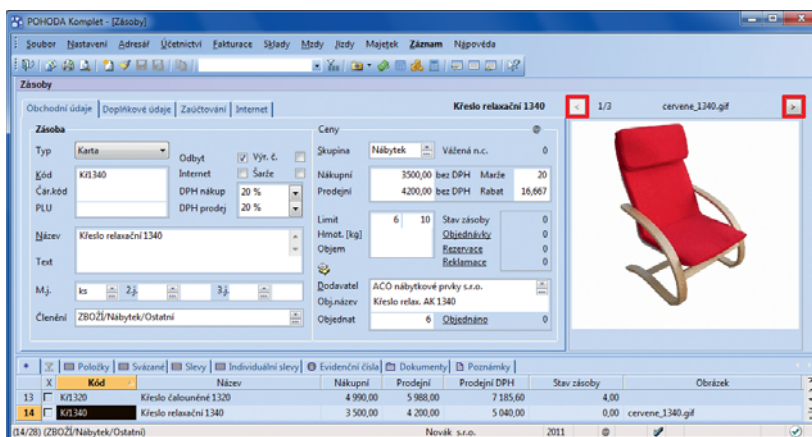 POHODA Komplet - [Zásoby]
Soubor Nastavení Adresář Účetnictví Fakturace Sklady Mzdy Jízdy Majetek Záznam Nápověda
Zásoby
Obchodní údaje Doplňkové údaje Zaúčtování Internet Křeslo relaxační 1340 < 1/3 cervene_1340.gif >
Zásoba Ceny @
Typ Karta Odbyt Výr. č. Skupina Nábytek Vážená n.c. 0
Kód Kř1340 Internet Šarže Nákupní 3500,00 bez DPH Marže 20
Čár.kód DPH nákup 20 % Prodejní 4200,00 bez DPH Rabat 16,667
PLU DPH prodej 20 %
Limit 6 10 Stav zásoby 0
Název Křeslo relaxační 1340 Hmot. [kg] Objednávky 0
Objem Rezervace 0
Text Reklamace 0
M.j. ks 2.j. 3.j. Dodavatel ACO nábytkové prvky s.r.o.
Obj.název Křeslo relax. AK 1340
Členění ZBOŽÍ/Nábytek/Ostatní Objednat 6 Objednáno 0
* Položky Svázané Slevy Individuální slevy Evidenční čísla Dokumenty Poznámky
X Kód Název Nákupní Prodejní Prodejní DPH Stav zásoby Obrázek
13 Kř1320 Křeslo čalouněné 1320 4 990,00 5 988,00 7 185,60 4,00
14 Kř1340 Křeslo relaxační 1340 3 500,00 4 200,00 5 040,00 0,00 cervene_1340.gif
(14/28) (ZBOŽÍ/Nábytek/Ostatní) Novák s.r.o. 2011 @